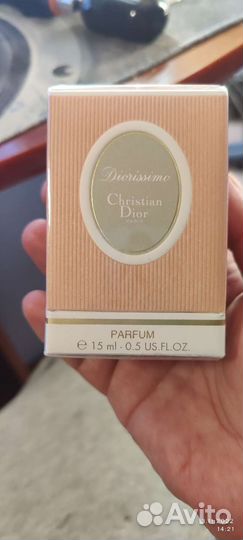 Diorissimo
Christian
Dior
PARIS
PARFUM
℮ 15 ml - 0.5 US.FL.OZ.
14:21
Avito